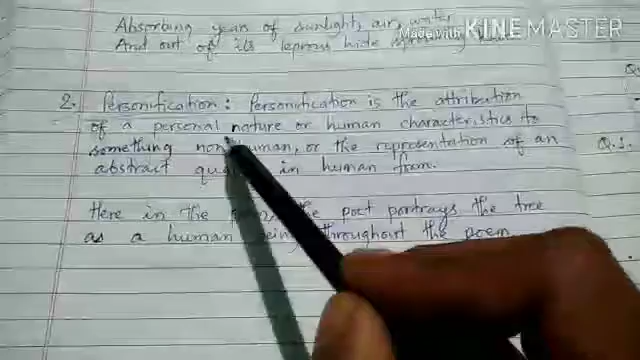 Absorbing years of sunlight, air, water,
And out of its leprous hide
Made with KINEMASTER
2. Personification: Personification is the attribution
of a personal nature or human characteristics to
something non human, or the representation of an
abstract in human form.
Here in the the poet portrays the tree
as a human being throughout the poem
Q.
Q.1.